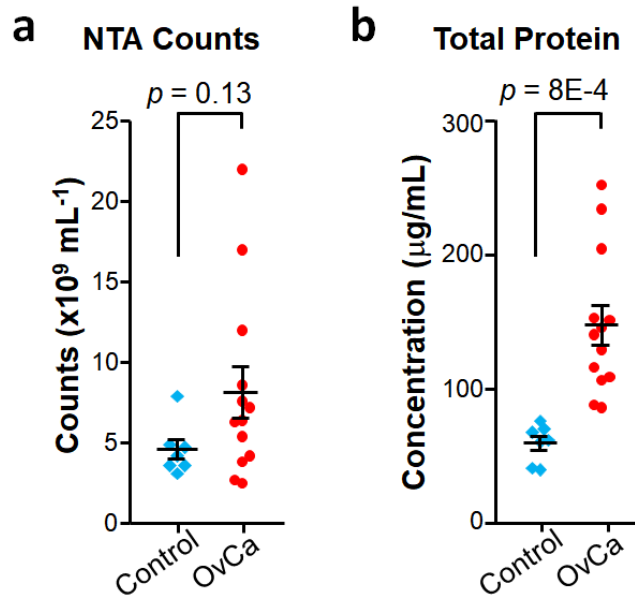 a NTA Counts
p = 0.13
25
20
15
10
5
0
Counts (x10⁹ mL⁻¹)
Control
OvCa
b Total Protein
p = 8E-4
300
200
100
0
Concentration (µg/mL)
Control
OvCa